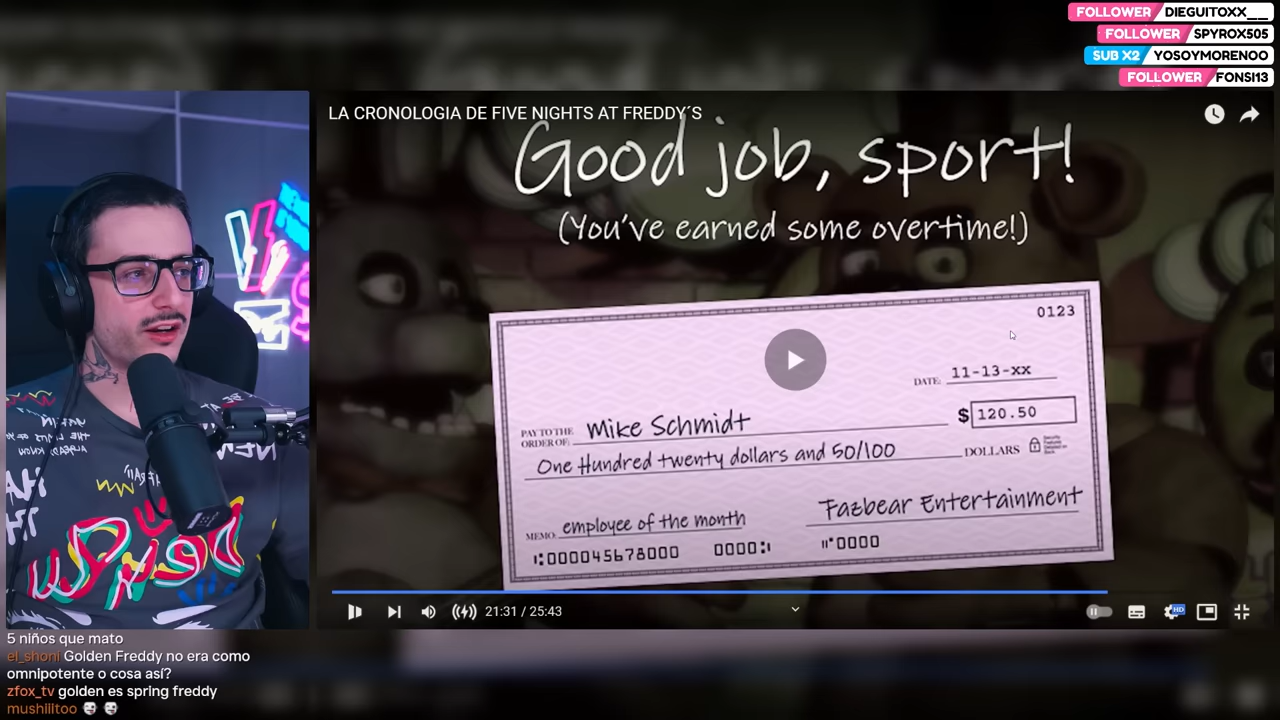 FOLLOWER DIEGUITOXX__
FOLLOWER SPYROX505
SUB X2 YOSOYMORENOO
FOLLOWER FONSI13
LA CRONOLOGIA DE FIVE NIGHTS AT FREDDY´S
Good job, sport!
(You've earned some overtime!)
0123
DATE: 11-13-xx
$ 120.50
PAY TO THE
ORDER OF: Mike Schmidt
One Hundred twenty dollars and 50/100 DOLLARS
Fazbear Entertainment
MEMO: employee of the month
⑆000045678000 0000⑆ ⑈0000
21:31 / 25:43
HD
5 niños que mato
el_shoni Golden Freddy no era como
omnipotente o cosa así?
zfox_tv golden es spring freddy
mushiiltoo